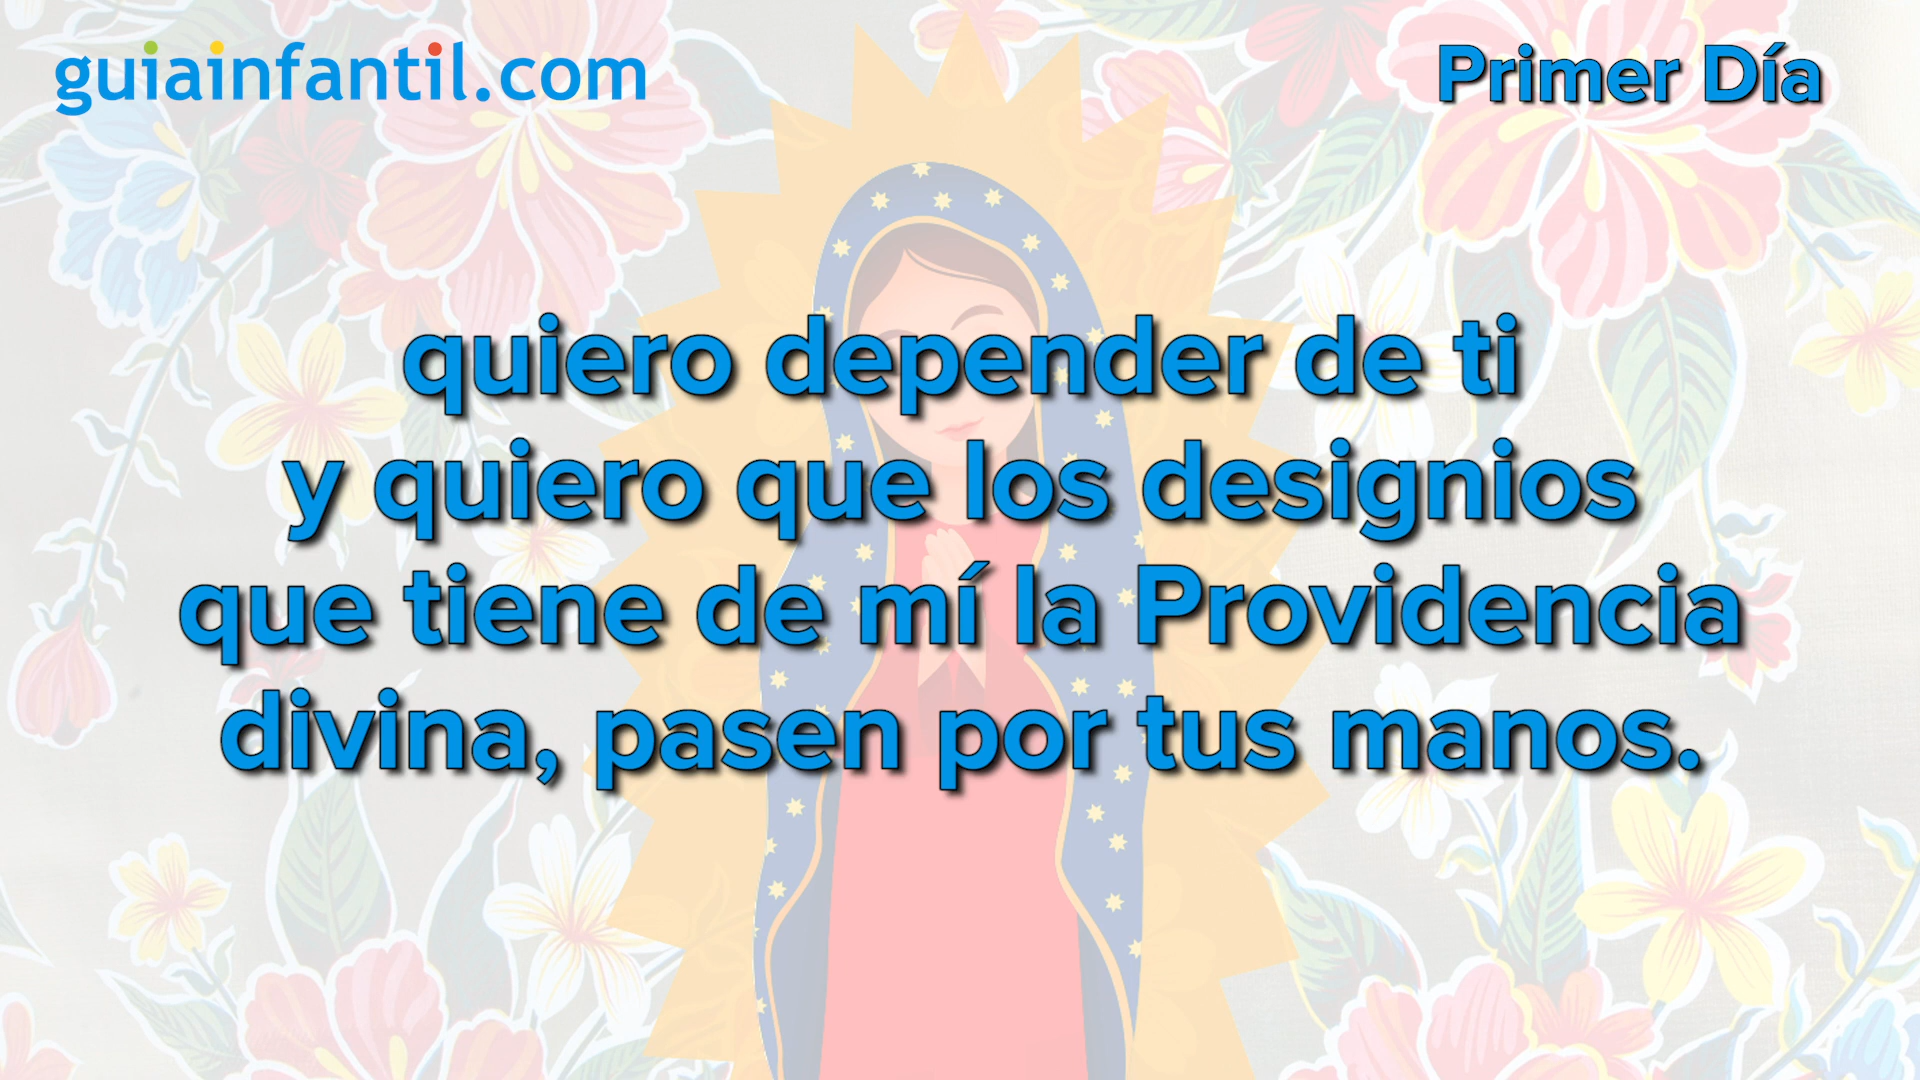 guiainfantil.com
Primer Día
quiero depender de ti
y quiero que los designios
que tiene de mí la Providencia
divina, pasen por tus manos.